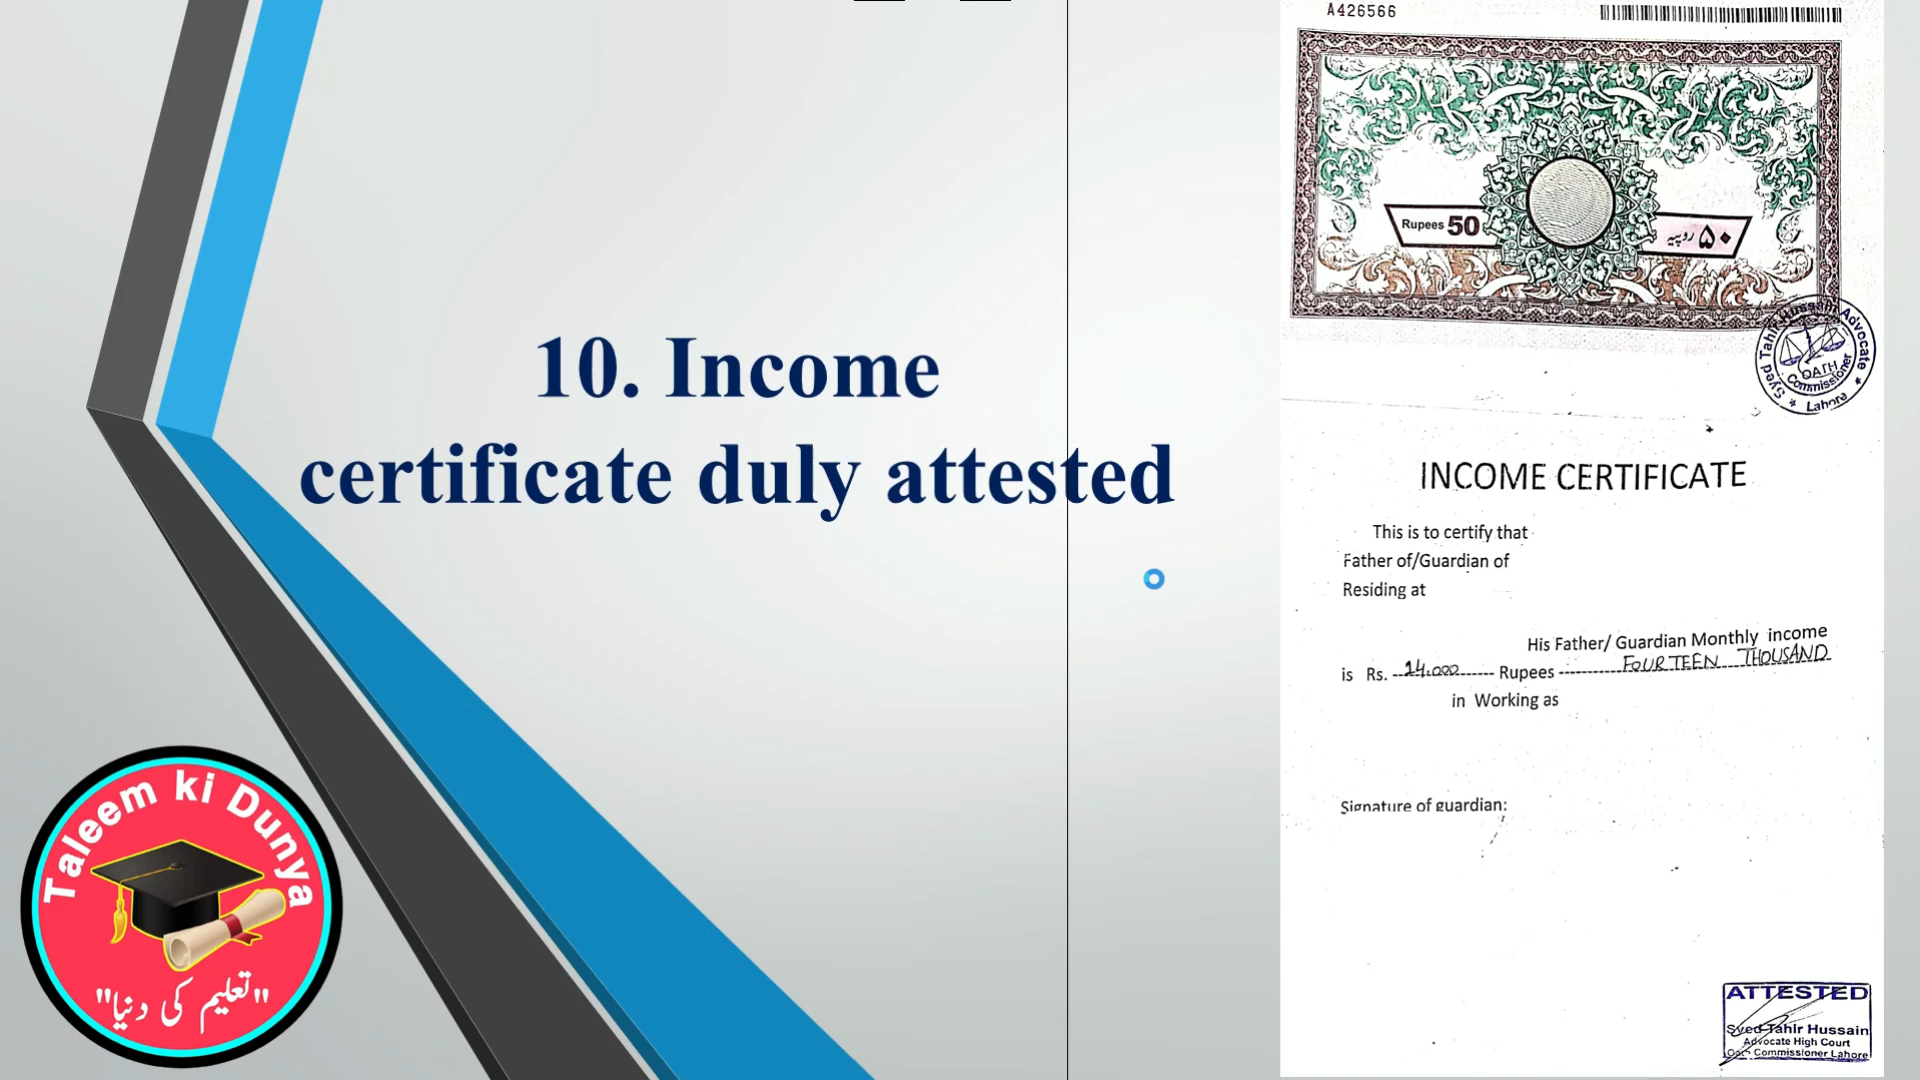 10. Income
certificate duly attested
Taleem ki Dunya
"تعلیم کی دنیا"
A426566
Rupees 50
۵۰ روپیہ
Syed Tahir Hussain Advocate
OATH
Commissioner
Lahore
INCOME CERTIFICATE
This is to certify that
Father of/Guardian of
Residing at
His Father/ Guardian Monthly income
is Rs. 14.000 Rupees FOURTEEN THOUSAND
in Working as
Signature of guardian:
ATTESTED
Syed Tahir Hussain
Advocate High Court
Oath Commissioner Lahore